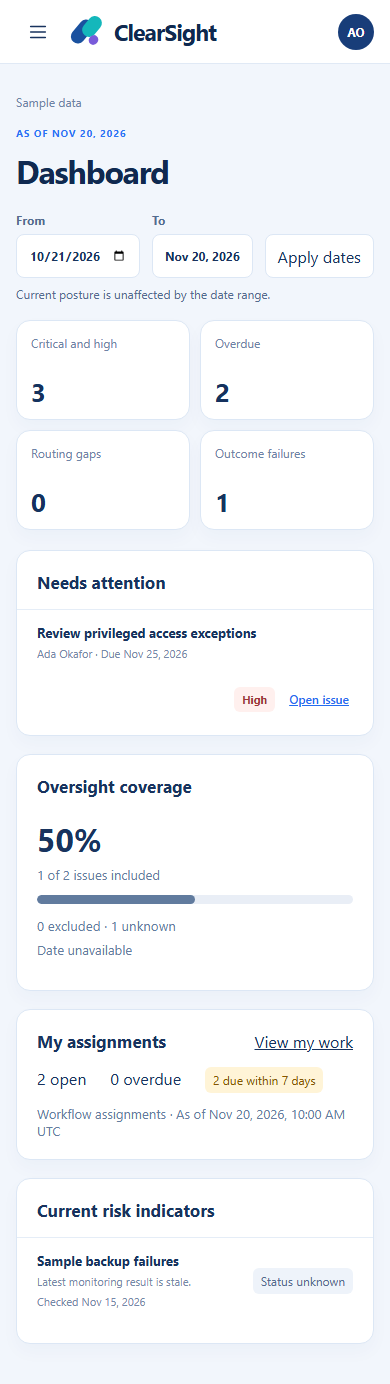 ClearSight
AO
Sample data
AS OF NOV 20, 2026
Dashboard
From
To
10/21/2026
Nov 20, 2026
Apply dates
Current posture is unaffected by the date range.
Critical and high
Overdue
3
2
Routing gaps
Outcome failures
0
1
Needs attention
Review privileged access exceptions
Ada Okafor · Due Nov 25, 2026
High
Open issue
Oversight coverage
50%
1 of 2 issues included
0 excluded · 1 unknown
Date unavailable
My assignments
View my work
2 open
0 overdue
2 due within 7 days
Workflow assignments · As of Nov 20, 2026, 10:00 AM
UTC
Current risk indicators
Sample backup failures
Latest monitoring result is stale.
Status unknown
Checked Nov 15, 2026